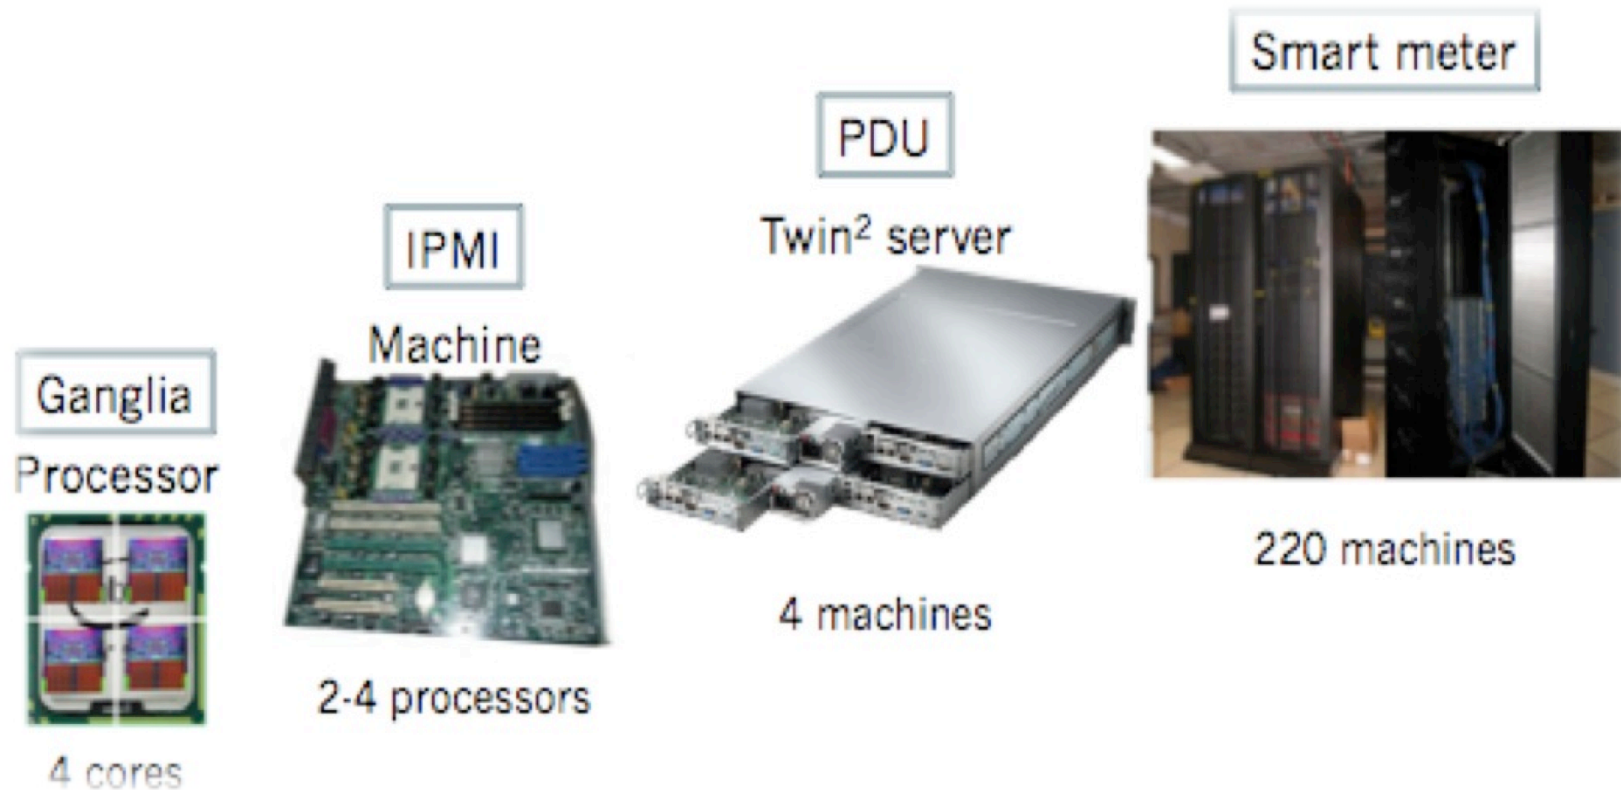 Ganglia
Processor
4 cores
IPMI
Machine
2-4 processors
PDU
Twin² server
4 machines
Smart meter
220 machines